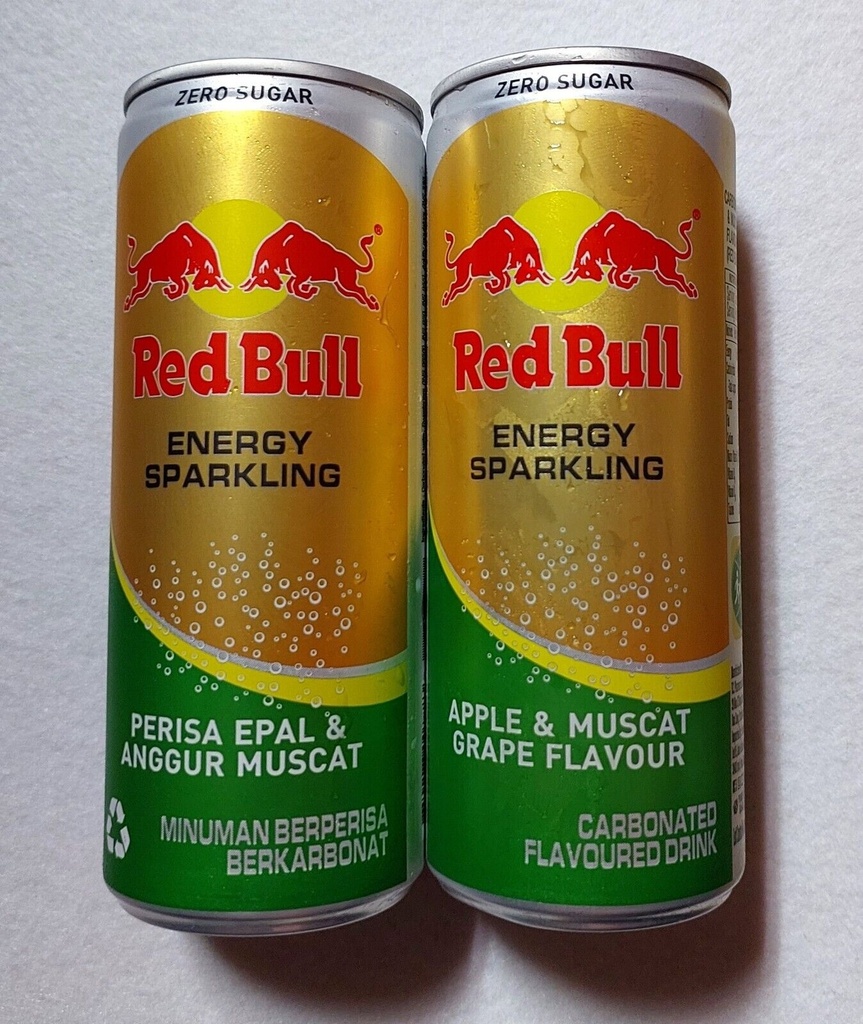 ZERO SUGAR
Red Bull
ENERGY
SPARKLING
PERISA EPAL &
ANGGUR MUSCAT
MINUMAN BERPERISA
BERKARBONAT
ZERO SUGAR
Red Bull
ENERGY
SPARKLING
APPLE & MUSCAT
GRAPE FLAVOUR
CARBONATED
FLAVOURED DRINK